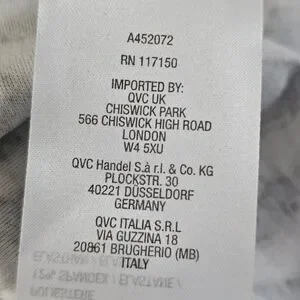 A452072
RN 117150
IMPORTED BY:
QVC UK
CHISWICK PARK
566 CHISWICK HIGH ROAD
LONDON
W4 5XU
QVC Handel S.à r.l. & Co. KG
PLOCKSTR. 30
40221 DÜSSELDORF
GERMANY
QVC ITALIA S.R.L
VIA GUZZINA 18
20861 BRUGHERIO (MB)
ITALY